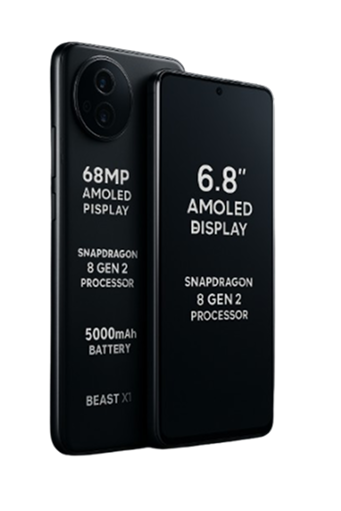 68MP
AMOLED
PISPLAY
SNAPDRAGON
8 GEN 2
PROCESSOR
5000mAh
BATTERY
BEAST X1
6.8"
AMOLED
DISPLAY
SNAPDRAGON
8 GEN 2
PROCESSOR